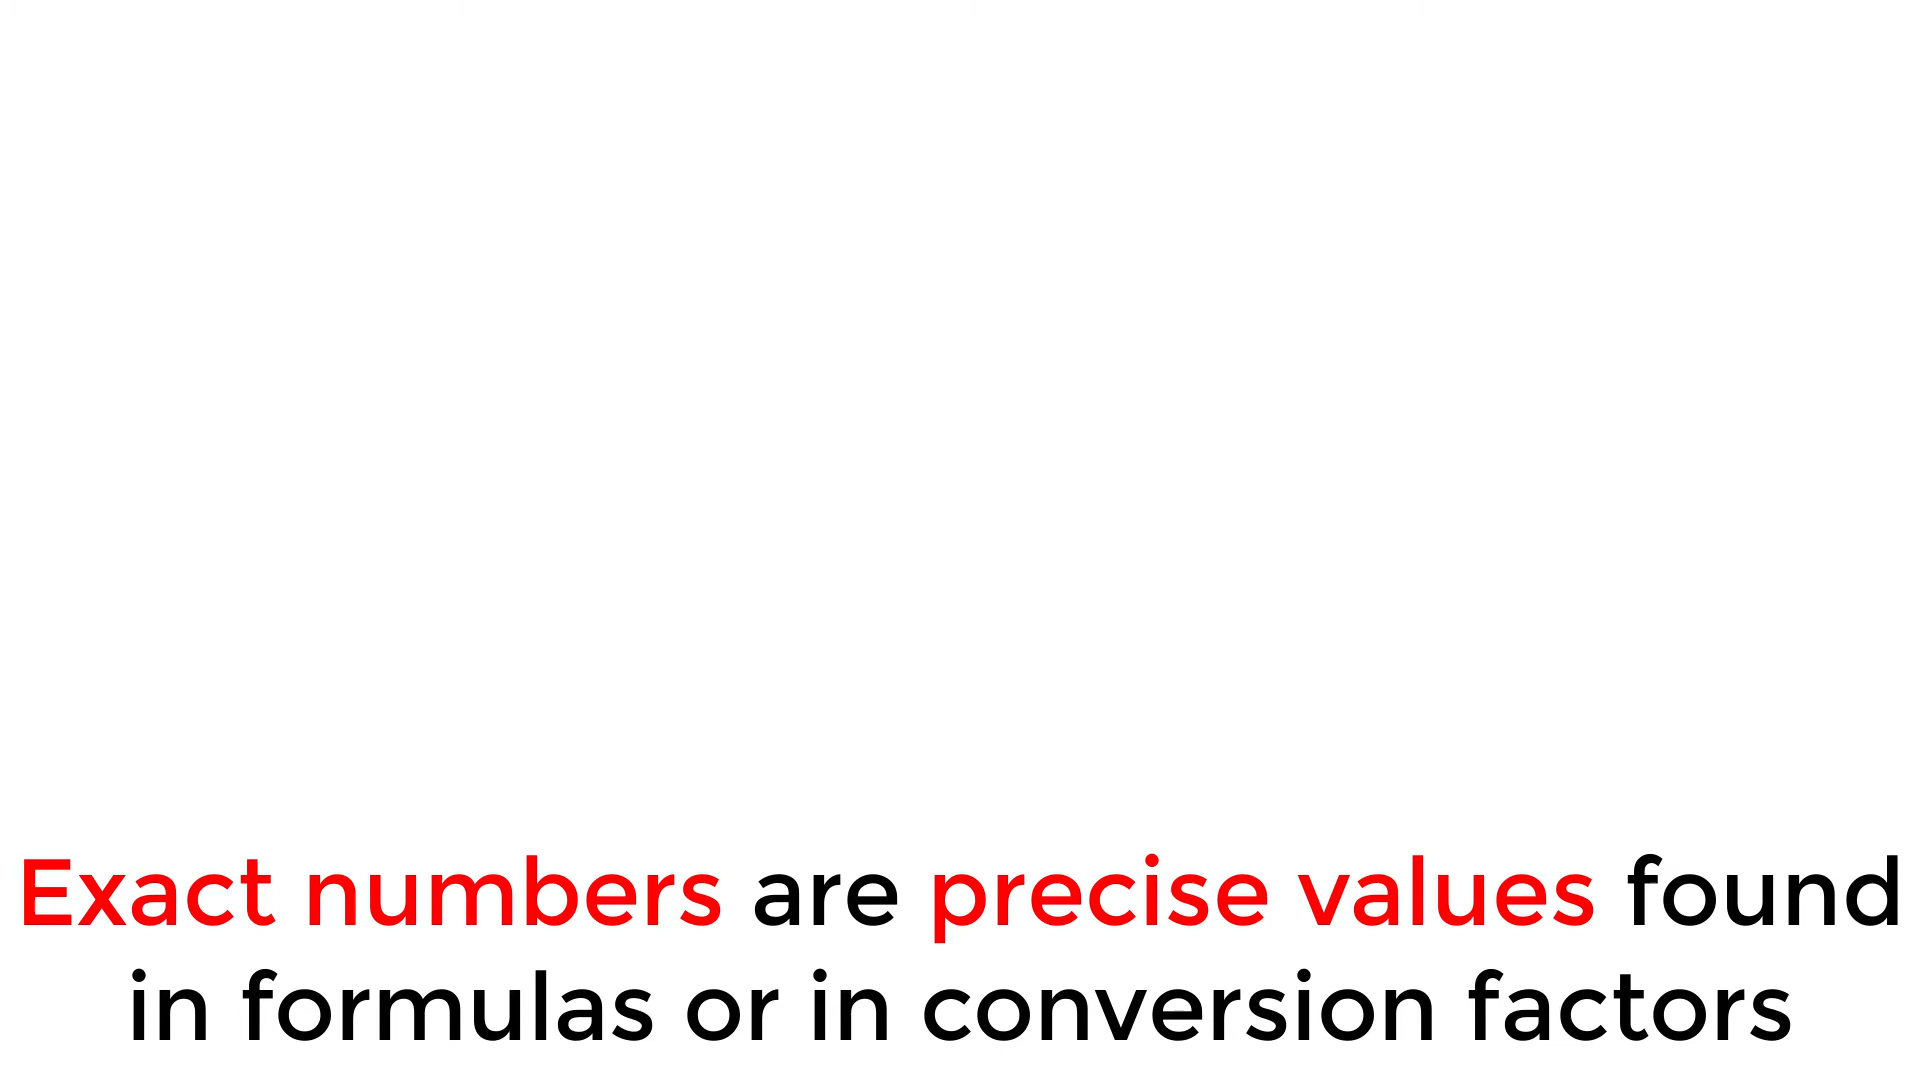 Exact numbers are precise values found
in formulas or in conversion factors